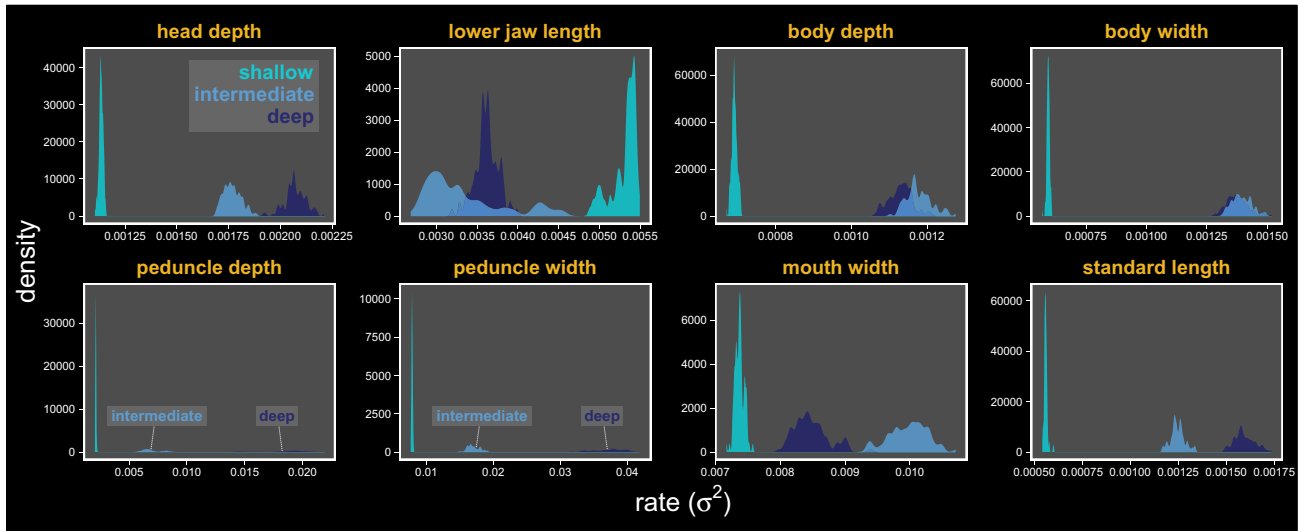 head depth
lower jaw length
body depth
body width
shallow
intermediate
deep
40000
30000
20000
10000
0
0.00125 0.00150 0.00175 0.00200 0.00225
5000
4000
3000
2000
1000
0
0.0030 0.0035 0.0040 0.0045 0.0050 0.0055
60000
40000
20000
0
0.0008 0.0010 0.0012
60000
40000
20000
0
0.00075 0.00100 0.00125 0.00150
density
peduncle depth
peduncle width
mouth width
standard length
30000
20000
10000
0
intermediate
deep
0.005 0.010 0.015 0.020
10000
7500
5000
2500
0
intermediate
deep
0.01 0.02 0.03 0.04
6000
4000
2000
0
0.007 0.008 0.009 0.010
60000
40000
20000
0
0.00050 0.00075 0.00100 0.00125 0.00150 0.00175
rate (σ²)